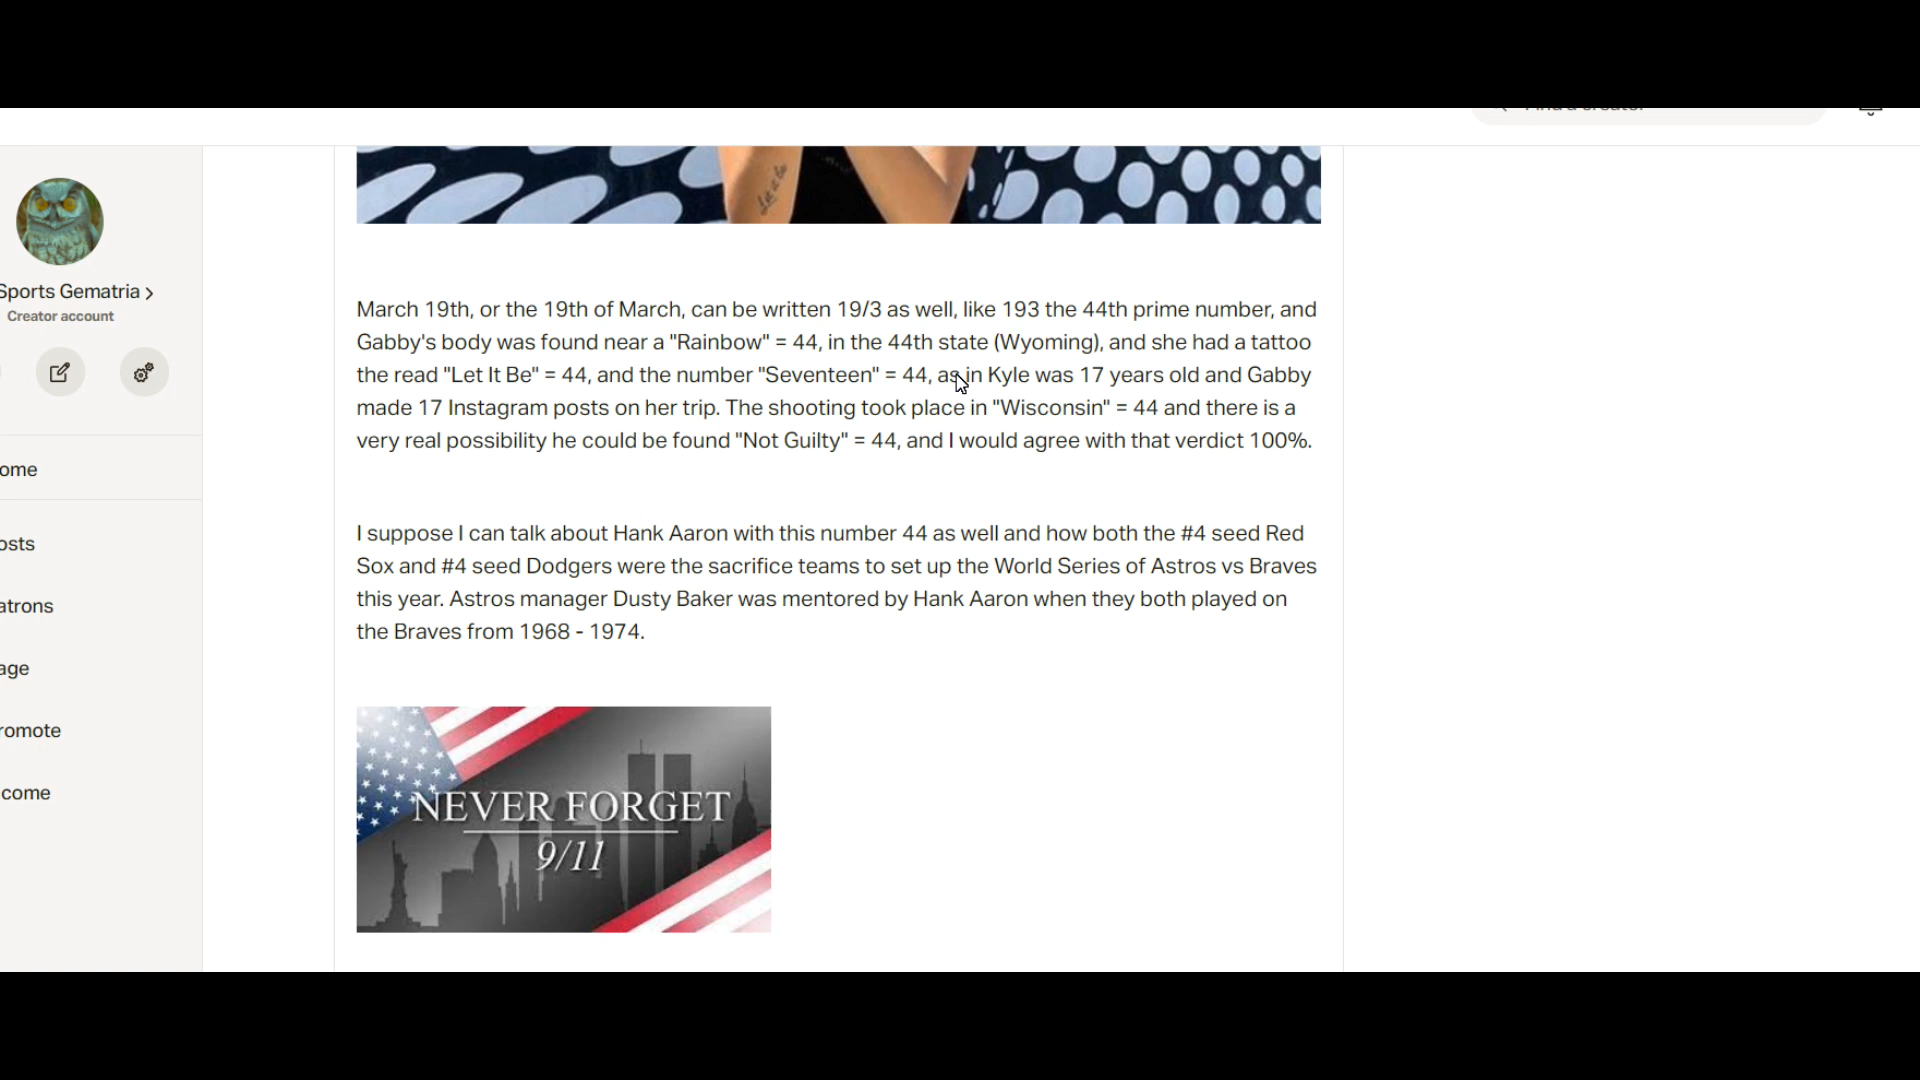 Let it be
Sports Gematria
Creator account
ome
osts
atrons
age
romote
come
March 19th, or the 19th of March, can be written 19/3 as well, like 193 the 44th prime number, and
Gabby's body was found near a "Rainbow" = 44, in the 44th state (Wyoming), and she had a tattoo
the read "Let It Be" = 44, and the number "Seventeen" = 44, as in Kyle was 17 years old and Gabby
made 17 Instagram posts on her trip. The shooting took place in "Wisconsin" = 44 and there is a
very real possibility he could be found "Not Guilty" = 44, and I would agree with that verdict 100%.
I suppose I can talk about Hank Aaron with this number 44 as well and how both the #4 seed Red
Sox and #4 seed Dodgers were the sacrifice teams to set up the World Series of Astros vs Braves
this year. Astros manager Dusty Baker was mentored by Hank Aaron when they both played on
the Braves from 1968 - 1974.
NEVER FORGET
9/11